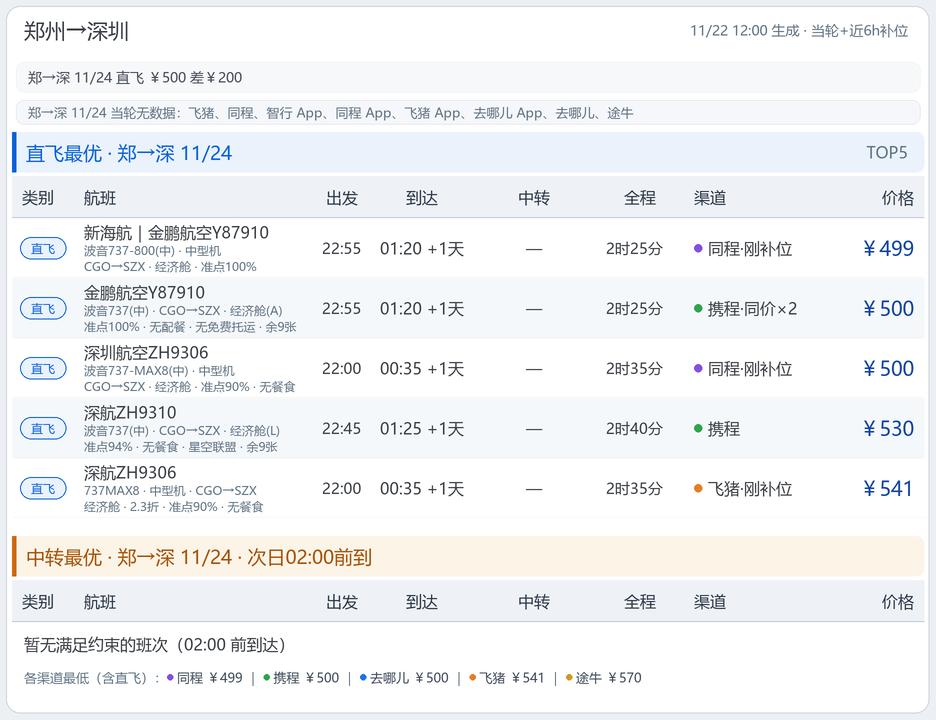 郑州→深圳
11/22 12:00 生成 · 当轮+近6h补位
郑→深 11/24 直飞 ¥500 差¥200
郑→深 11/24 当轮无数据: 飞猪、同程、智行 App、同程 App、飞猪 App、去哪儿 App、去哪儿、途牛
直飞最优 · 郑→深 11/24
TOP5
类别 航班 出发 到达 中转 全程 渠道 价格
新海航｜金鹏航空Y87910
波音737-800(中) · 中型机
CGO→SZX · 经济舱 · 准点100%
直飞 22:55 01:20 +1天 — 2时25分 同程·刚补位 ¥499
金鹏航空Y87910
波音737(中) · CGO→SZX · 经济舱(A)
准点100% · 无配餐 · 无免费托运 · 余9张
直飞 22:55 01:20 +1天 — 2时25分 携程·同价×2 ¥500
深圳航空ZH9306
波音737-MAX8(中) · 中型机
CGO→SZX · 经济舱 · 准点90% · 无餐食
直飞 22:00 00:35 +1天 — 2时35分 同程·刚补位 ¥500
深航ZH9310
波音737(中) · CGO→SZX · 经济舱(L)
准点94% · 无餐食 · 星空联盟 · 余9张
直飞 22:45 01:25 +1天 — 2时40分 携程 ¥530
深航ZH9306
737MAX8 · 中型机 · CGO→SZX
经济舱 · 2.3折 · 准点90% · 无餐食
直飞 22:00 00:35 +1天 — 2时35分 飞猪·刚补位 ¥541
中转最优 · 郑→深 11/24 · 次日02:00前到
类别 航班 出发 到达 中转 全程 渠道 价格
暂无满足约束的班次（02:00 前到达）
各渠道最低（含直飞）: 同程 ¥499 ｜ 携程 ¥500 ｜ 去哪儿 ¥500 ｜ 飞猪 ¥541 ｜ 途牛 ¥570